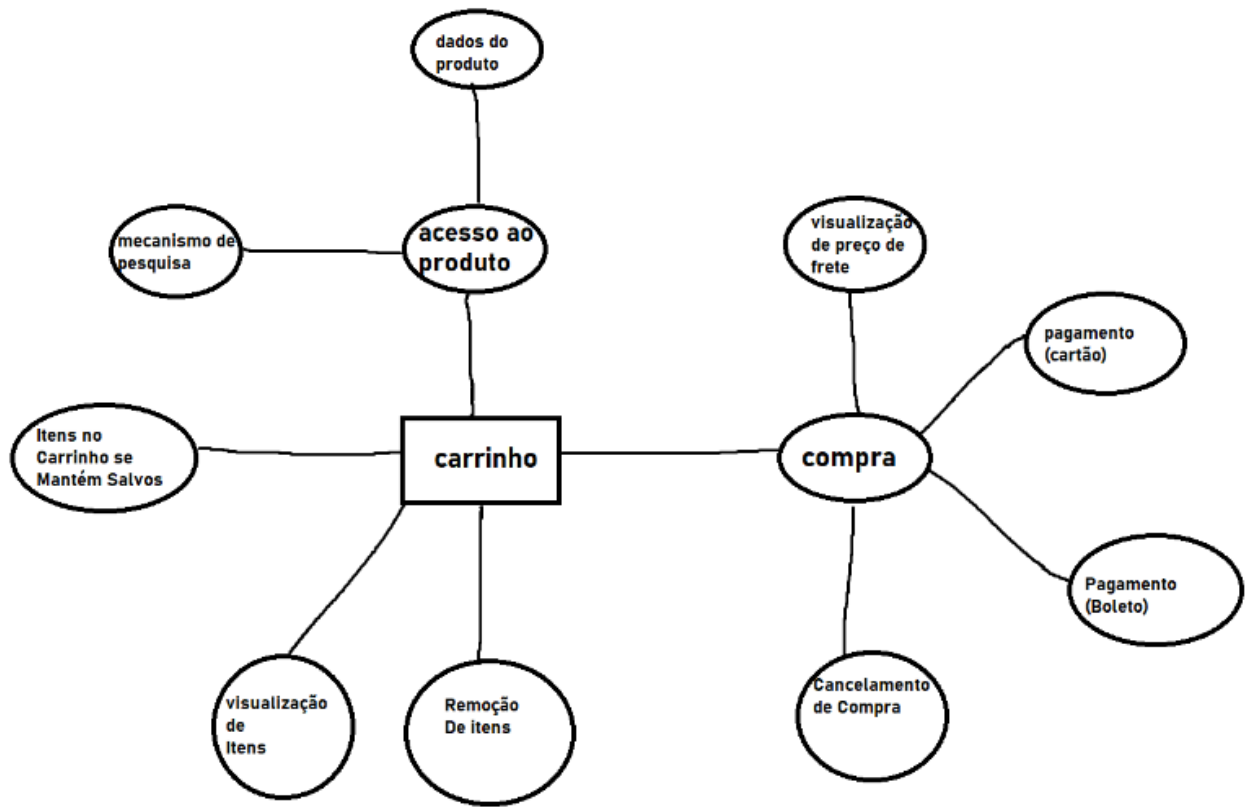 dados do
produto
mecanismo de
pesquisa
acesso ao
produto
visualização
de preço de
frete
pagamento
(cartão)
Itens no
Carrinho se
Mantém Salvos
carrinho
compra
Pagamento
(Boleto)
visualização
de
Itens
Remoção
De itens
Cancelamento
de Compra